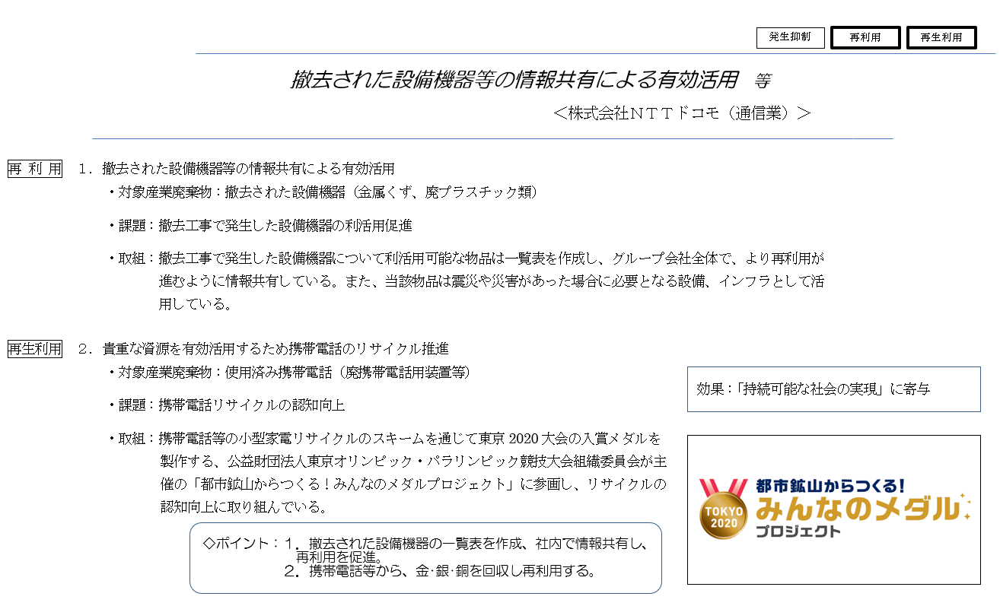 発生抑制 再利用 再生利用
撤去された設備機器等の情報共有による有効活用 等
＜株式会社ＮＴＴドコモ（通信業）＞
再 利 用 １．撤去された設備機器等の情報共有による有効活用
・対象産業廃棄物：撤去された設備機器（金属くず、廃プラスチック類）
・課題：撤去工事で発生した設備機器の利活用促進
・取組：撤去工事で発生した設備機器について利活用可能な物品は一覧表を作成し、グループ会社全体で、より再利用が
進むように情報共有している。また、当該物品は震災や災害があった場合に必要となる設備、インフラとして活
用している。
再生利用 ２．貴重な資源を有効活用するため携帯電話のリサイクル推進
・対象産業廃棄物：使用済み携帯電話（廃携帯電話用装置等）
・課題：携帯電話リサイクルの認知向上
・取組：携帯電話等の小型家電リサイクルのスキームを通じて東京 2020 大会の入賞メダルを
製作する、公益財団法人東京オリンピック・パラリンピック競技大会組織委員会が主
催の「都市鉱山からつくる！みんなのメダルプロジェクト」に参画し、リサイクルの
認知向上に取り組んでいる。
◇ポイント：１．撤去された設備機器の一覧表を作成、社内で情報共有し、
再利用を促進。
２．携帯電話等から、金･銀･銅を回収し再利用する。
効果：「持続可能な社会の実現」に寄与
TOKYO
2020
都市鉱山からつくる！
みんなのメダル
プロジェクト